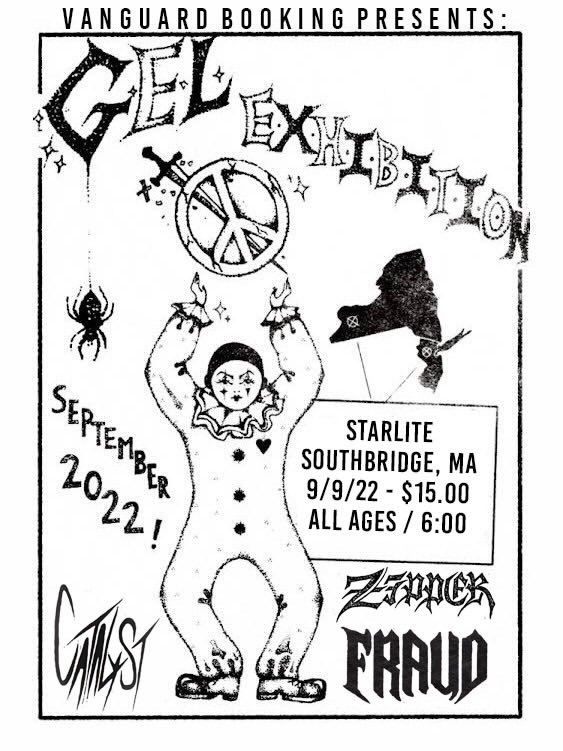 VANGUARD BOOKING PRESENTS:
GEL
EXHIBITION
SEPTEMBER
2022!
STARLITE
SOUTHBRIDGE, MA
9/9/22 - $15.00
ALL AGES / 6:00
CATALYST
ZIPPER
FRAUD